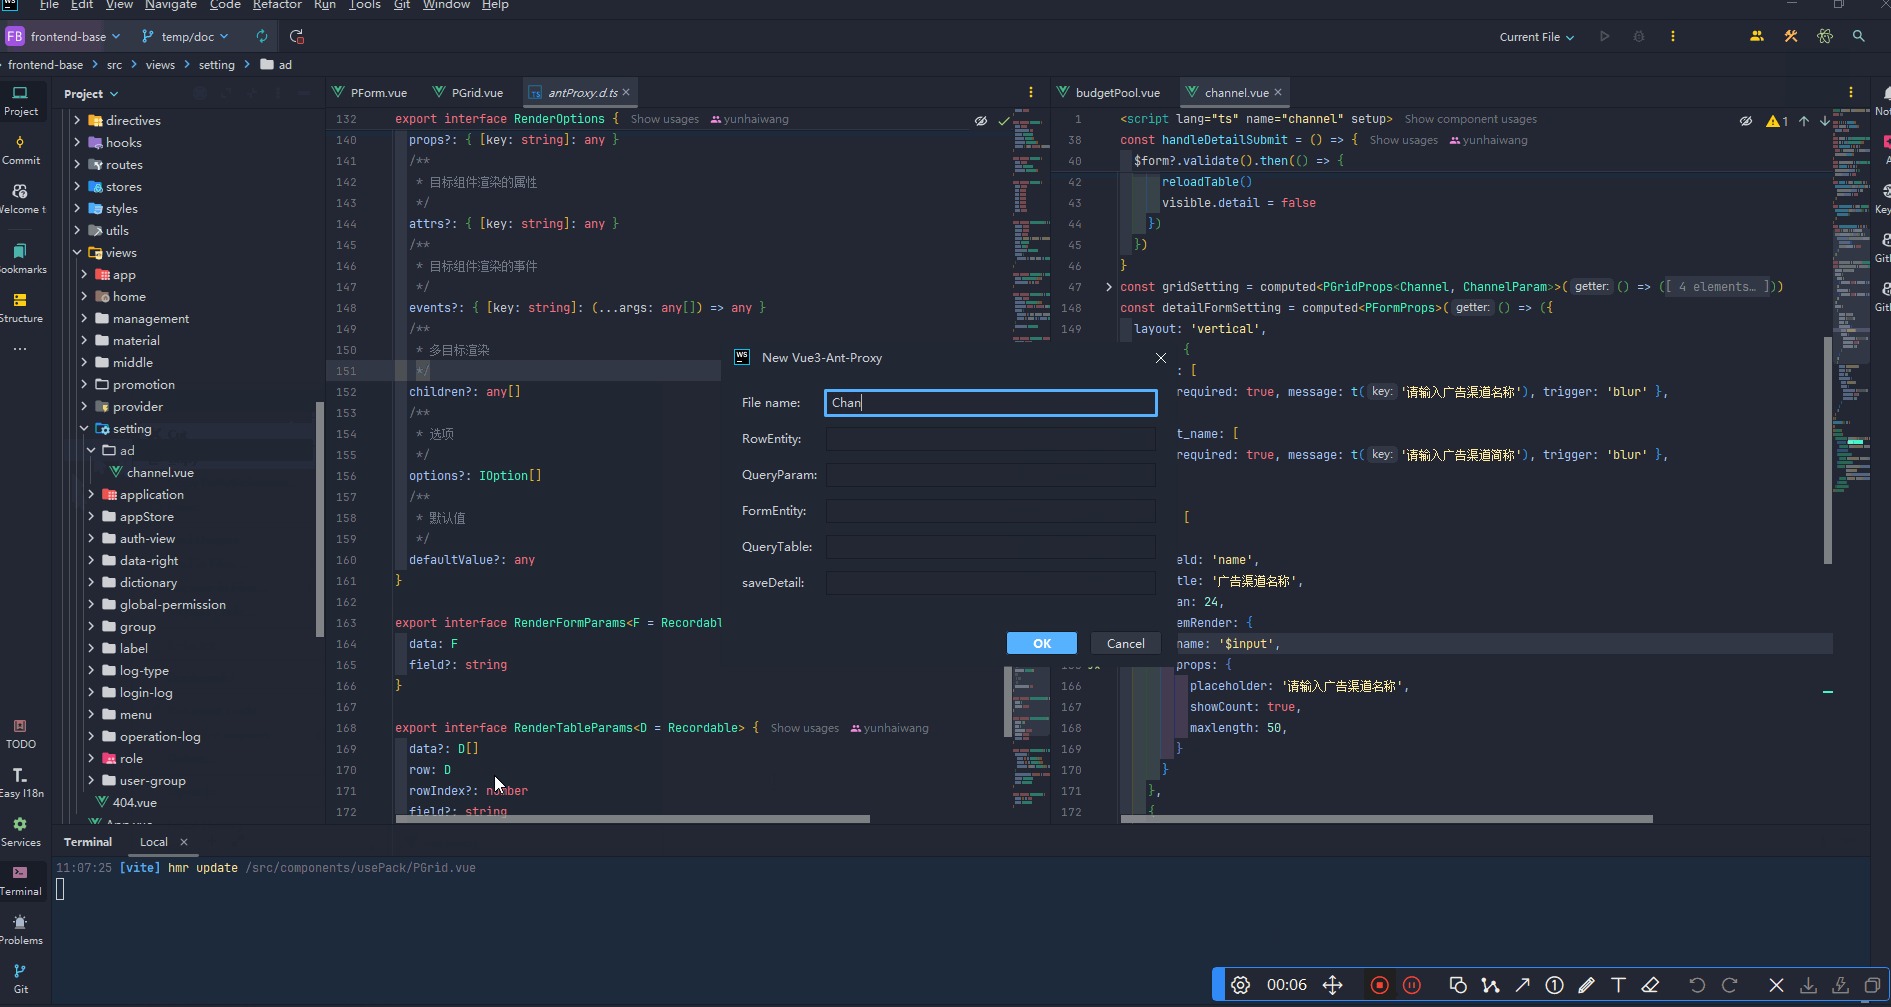 WS File Edit View Navigate Code Refactor Run Tools Git Window Help
FB frontend-base temp/doc Current File
frontend-base src views setting ad
Project
PForm.vue PGrid.vue antProxy.d.ts
budgetPool.vue channel.vue
Project
Commit
Bookmarks
Structure
TODO
Easy I18n
Services
Terminal
Problems
Git
directives
hooks
routes
stores
styles
utils
views
app
home
management
material
middle
promotion
provider
setting
ad
channel.vue
application
appStore
auth-view
data-right
dictionary
global-permission
group
label
log-type
login-log
menu
operation-log
role
user-group
404.vue
132 export interface RenderOptions { Show usages yunhaiwang
140 props?: { [key: string]: any }
141 /**
142 * 目标组件渲染的属性
143 */
144 attrs?: { [key: string]: any }
145 /**
146 * 目标组件渲染的事件
147 */
148 events?: { [key: string]: (...args: any[]) => any }
149 /**
150 * 多目标渲染
151 */
152 children?: any[]
153 /**
154 * 选项
155 */
156 options?: IOption[]
157 /**
158 * 默认值
159 */
160 defaultValue?: any
161 }
162
163 export interface RenderFormParams<F = Recordabl
164 data: F
165 field?: string
166 }
167
168 export interface RenderTableParams<D = Recordable> { Show usages yunhaiwang
169 data?: D[]
170 row: D
171 rowIndex?: number
172 field?: string
1 <script lang="ts" name="channel" setup> Show component usages
38 const handleDetailSubmit = () => { Show usages yunhaiwang
40 $form?.validate().then(() => {
42 reloadTable()
43 visible.detail = false
44 })
45 })
46 }
47 const gridSetting = computed<PGridProps<Channel, ChannelParam>>( getter: () => ([ 4 elements… ]))
148 const detailFormSetting = computed<PFormProps>( getter: () => ({
149 layout: 'vertical',
{
: [
required: true, message: t( key: '请输入广告渠道名称'), trigger: 'blur' },
t_name: [
required: true, message: t( key: '请输入广告渠道简称'), trigger: 'blur' },
[
eld: 'name',
tle: '广告渠道名称',
an: 24,
emRender: {
name: '$input',
props: {
166 placeholder: '请输入广告渠道名称',
167 showCount: true,
168 maxlength: 50,
169 }
170 }
171 },
172 {
1
WS New Vue3-Ant-Proxy
File name: Chan
RowEntity:
QueryParam:
FormEntity:
QueryTable:
saveDetail:
OK Cancel
Terminal Local
11:07:25 [vite] hmr update /src/components/usePack/PGrid.vue
00:06